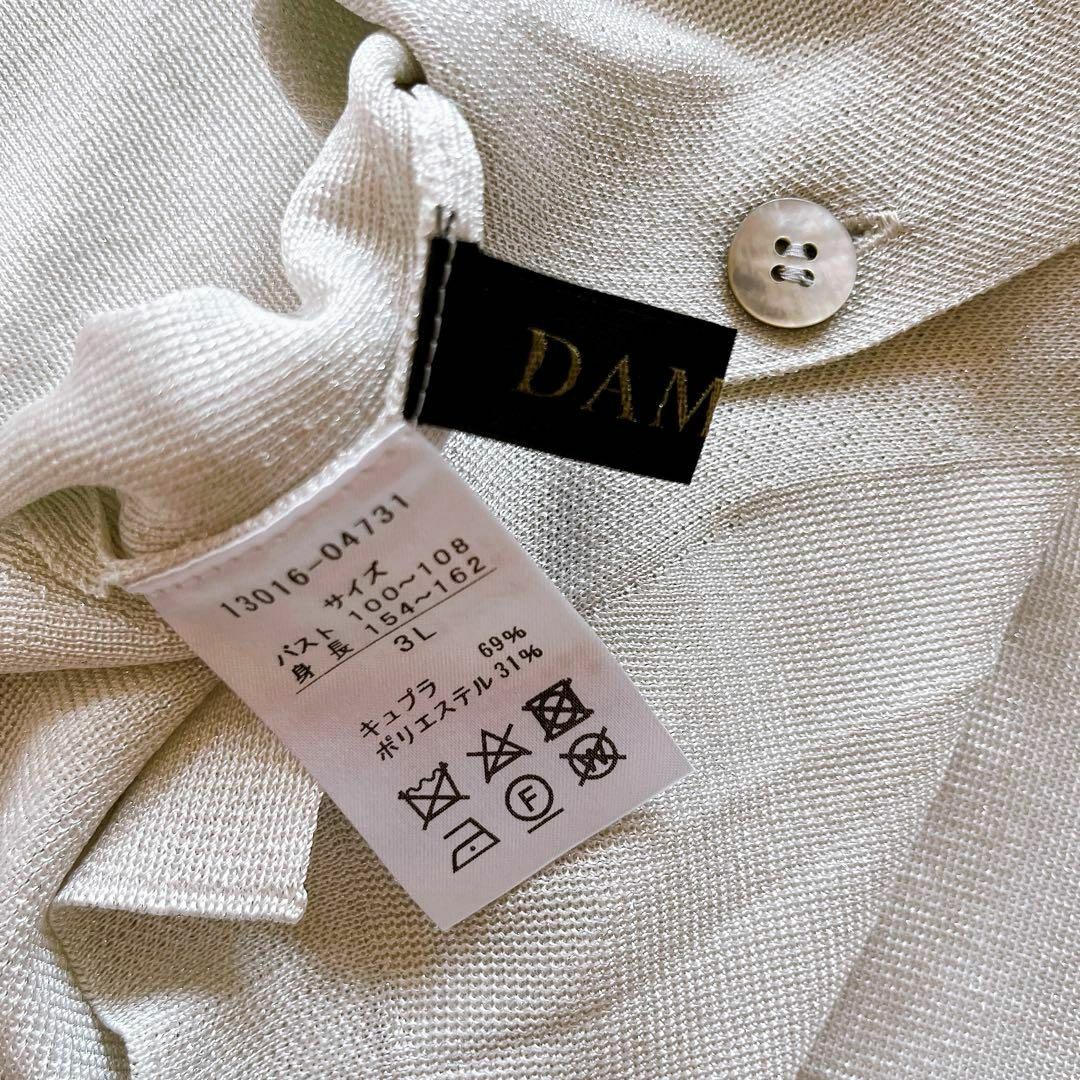 DAM
13016-04731
サイズ
バスト 100〜108
身長 154〜162
3L
キュプラ 69%
ポリエステル 31%
W
F